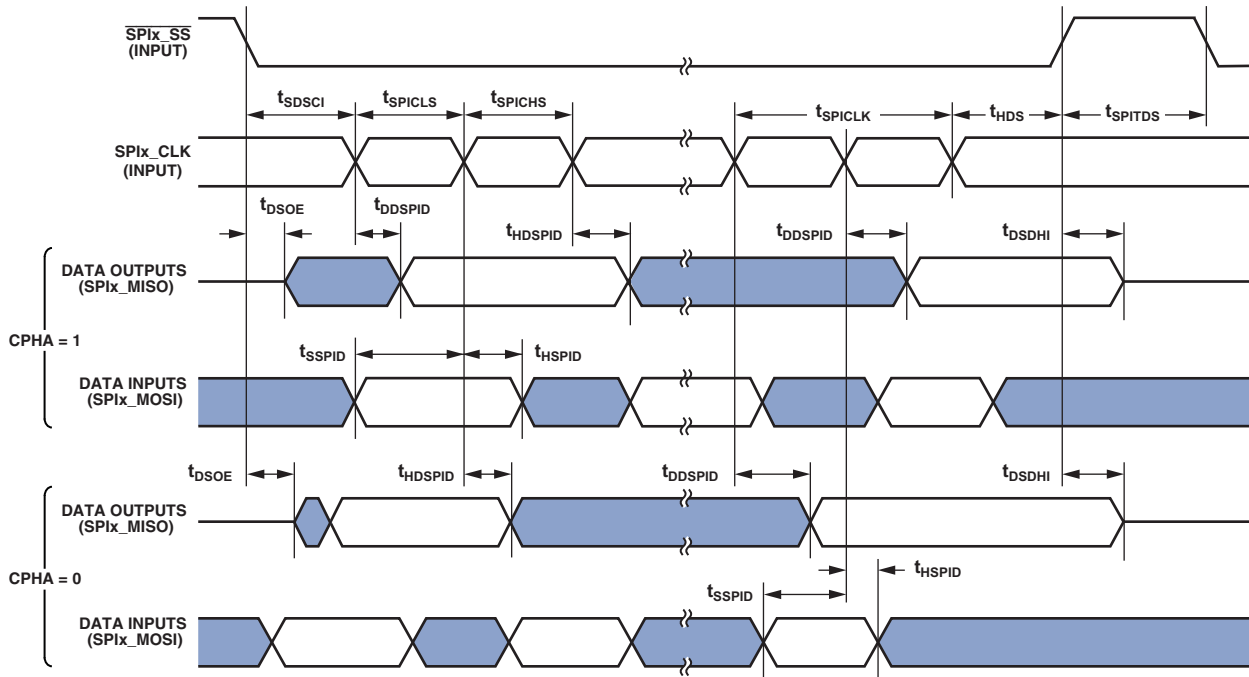 SPIx_SS
(INPUT)
tSDSCI tSPICLS tSPICHS tSPICLK tHDS tSPITDS
SPIx_CLK
(INPUT)
tDSOE tDDSPID tHDSPID tDDSPID tDSDHI
DATA OUTPUTS
(SPIx_MISO)
CPHA = 1
tSSPID tHSPID
DATA INPUTS
(SPIx_MOSI)
tDSOE tHDSPID tDDSPID tDSDHI
DATA OUTPUTS
(SPIx_MISO)
CPHA = 0
tSSPID tHSPID
DATA INPUTS
(SPIx_MOSI)